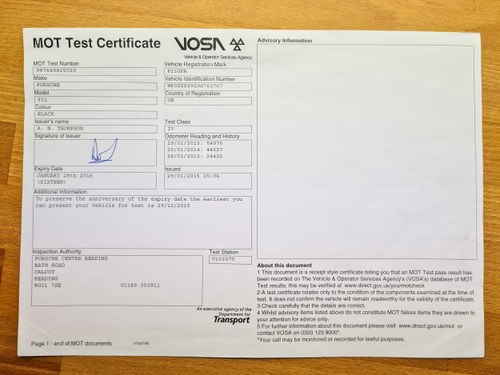 MOT Test Certificate
VOSA
Vehicle & Operator Services Agency
MOT Test Number
Vehicle Registration Mark
Make
PORSCHE
Vehicle Identification Number
Model
911
Country of Registration
GB
Colour
BLACK
Issuer's name
A. N. THOMPSON
Test Class
IV
Signature of Issuer
Odometer Reading and History
29/01/2015: 54975
20/01/2014: 44527
Expiry Date
JANUARY 28TH 2016
(SIXTEEN)
Issued
29/01/2015 15:06
Additional Information
To preserve the anniversary of the expiry date the earliest you
can present your vehicle for test is 29/12/2015
Inspection Authority
PORSCHE CENTRE READING
BATH ROAD
CALCOT
READING
RG31 7SE 01189 303911
Test Station
V101075
An executive agency of the
Department for
Transport
Page 1 - end of MOT documents
Advisory Information
About this document
1 This document is a receipt style certificate telling you that an MOT Test pass result has
been recorded on The Vehicle & Operator Services Agency's (VOSA's) database of MOT
Test results, this may be verified at www.direct.gov.uk/yourmotcheck
2 A test certificate relates only to the condition of the components examined at the time of
test. It does not confirm the vehicle will remain roadworthy for the validity of the certificate.
3 Check carefully that the details are correct.
4 Whilst advisory items listed above do not constitute MOT failure items they are drawn to
your attention for advice only.
5 For further information about this document please visit www.direct.gov.uk/mot or
contact VOSA on 0300 123 9000*.
*Your call may be monitored or recorded for lawful purposes.